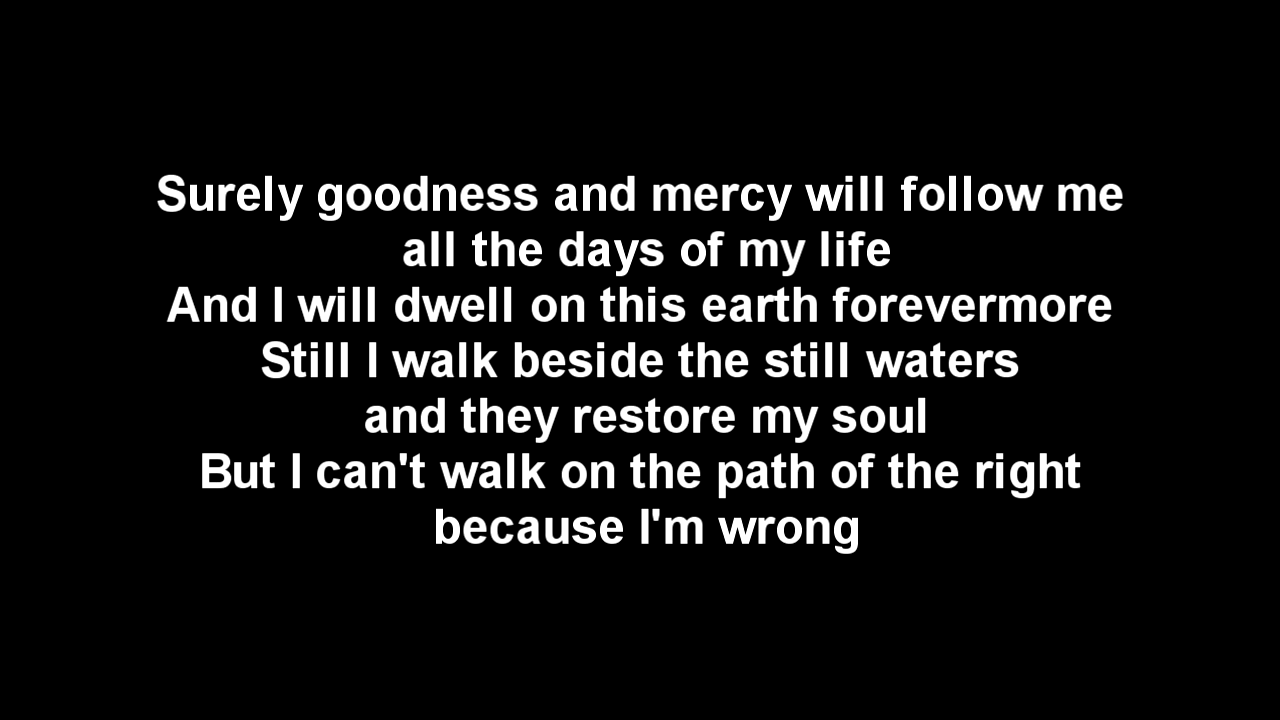 Surely goodness and mercy will follow me
all the days of my life
And I will dwell on this earth forevermore
Still I walk beside the still waters
and they restore my soul
But I can't walk on the path of the right
because I'm wrong